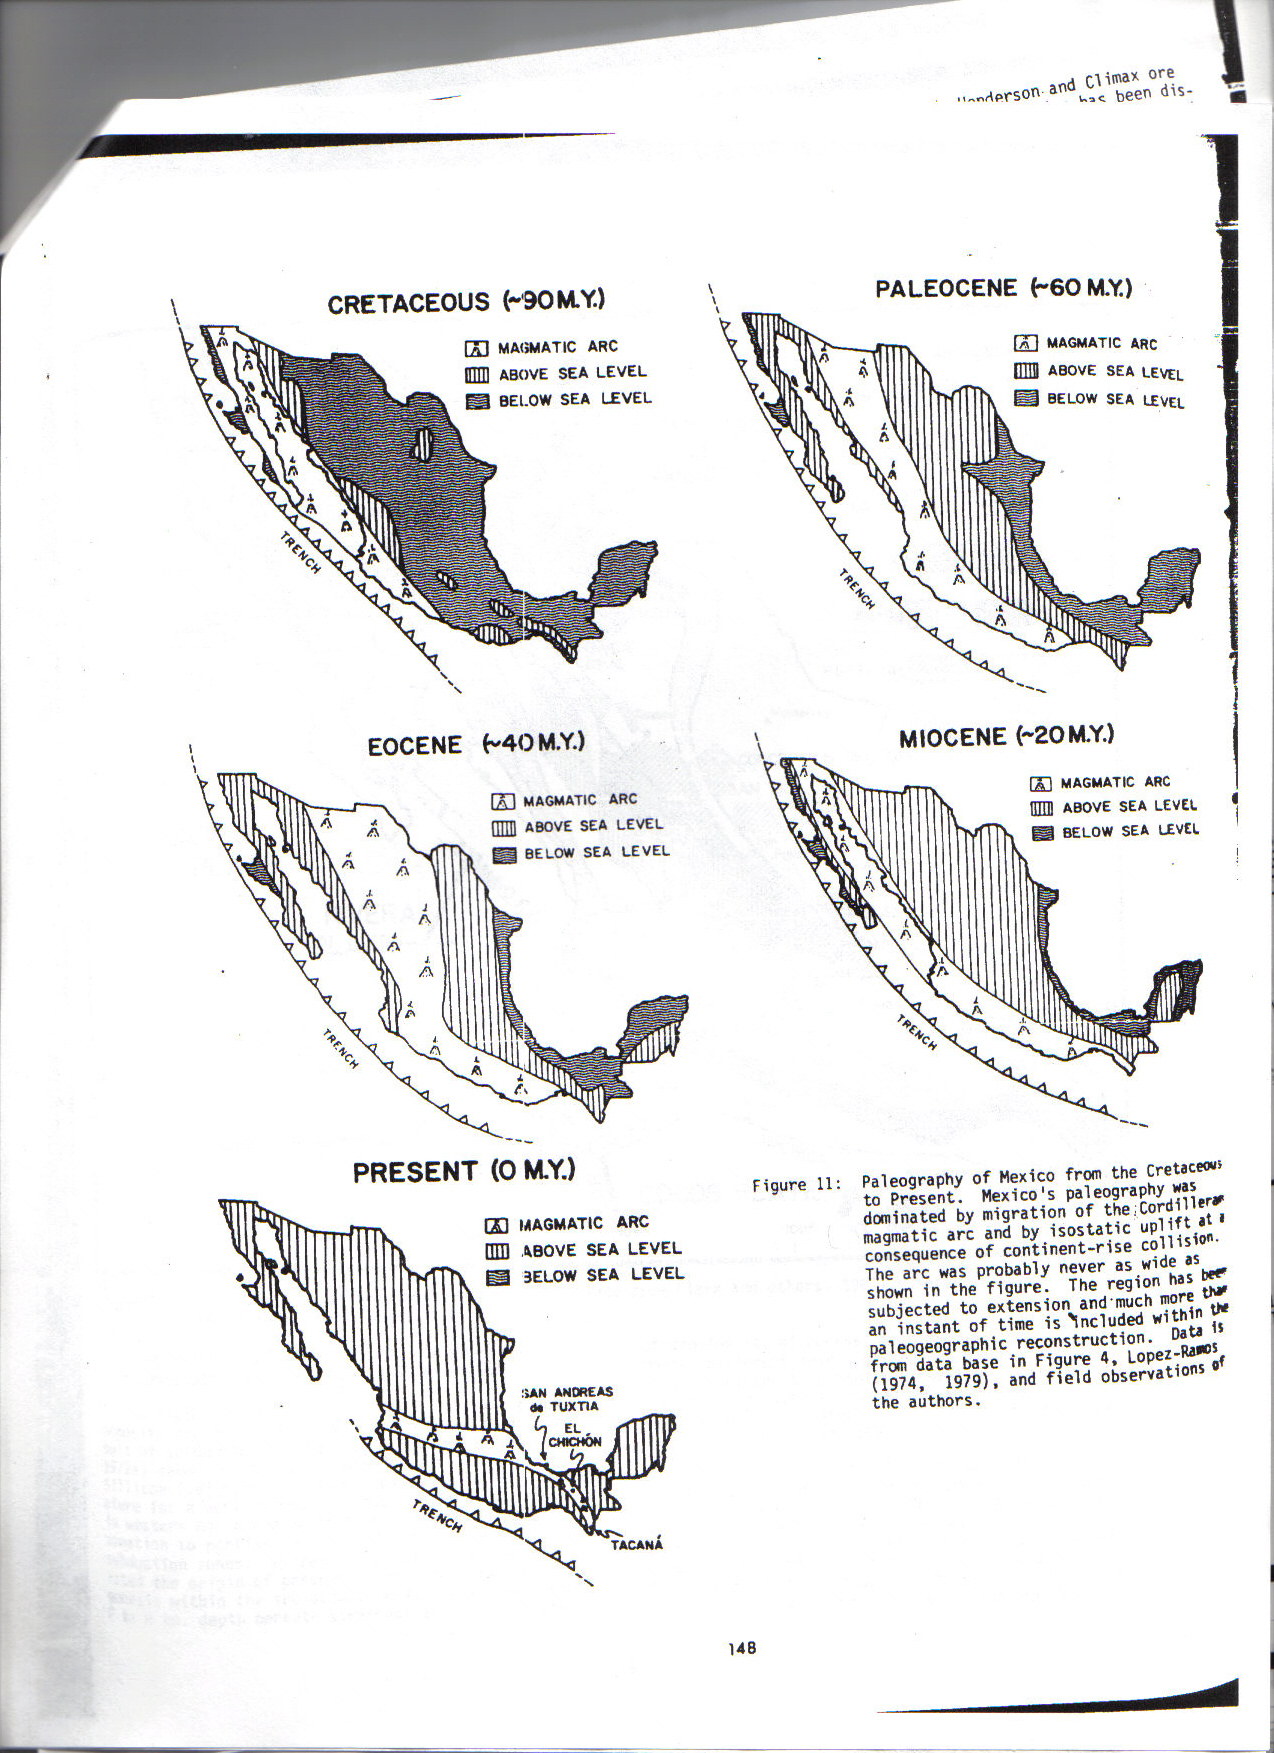 Henderson and Climax ore
has been dis-
CRETACEOUS (~90 M.Y.)
MAGMATIC ARC
ABOVE SEA LEVEL
BELOW SEA LEVEL
TRENCH
PALEOCENE (~60 M.Y.)
MAGMATIC ARC
ABOVE SEA LEVEL
BELOW SEA LEVEL
TRENCH
EOCENE (~40 M.Y.)
MAGMATIC ARC
ABOVE SEA LEVEL
BELOW SEA LEVEL
TRENCH
MIOCENE (~20 M.Y.)
MAGMATIC ARC
ABOVE SEA LEVEL
BELOW SEA LEVEL
TRENCH
PRESENT (0 M.Y.)
MAGMATIC ARC
ABOVE SEA LEVEL
BELOW SEA LEVEL
SAN ANDREAS
de TUXTIA
EL
CHICHÓN
TRENCH
TACANÁ
Figure 11: Paleography of Mexico from the Cretaceous
to Present. Mexico's paleography was
dominated by migration of the Cordilleran
magmatic arc and by isostatic uplift at a
consequence of continent-rise collision.
The arc was probably never as wide as
shown in the figure. The region has been
subjected to extension and much more than
an instant of time is included within the
paleogeographic reconstruction. Data is
from data base in Figure 4, Lopez-Ramos
(1974, 1979), and field observations of
the authors.
148